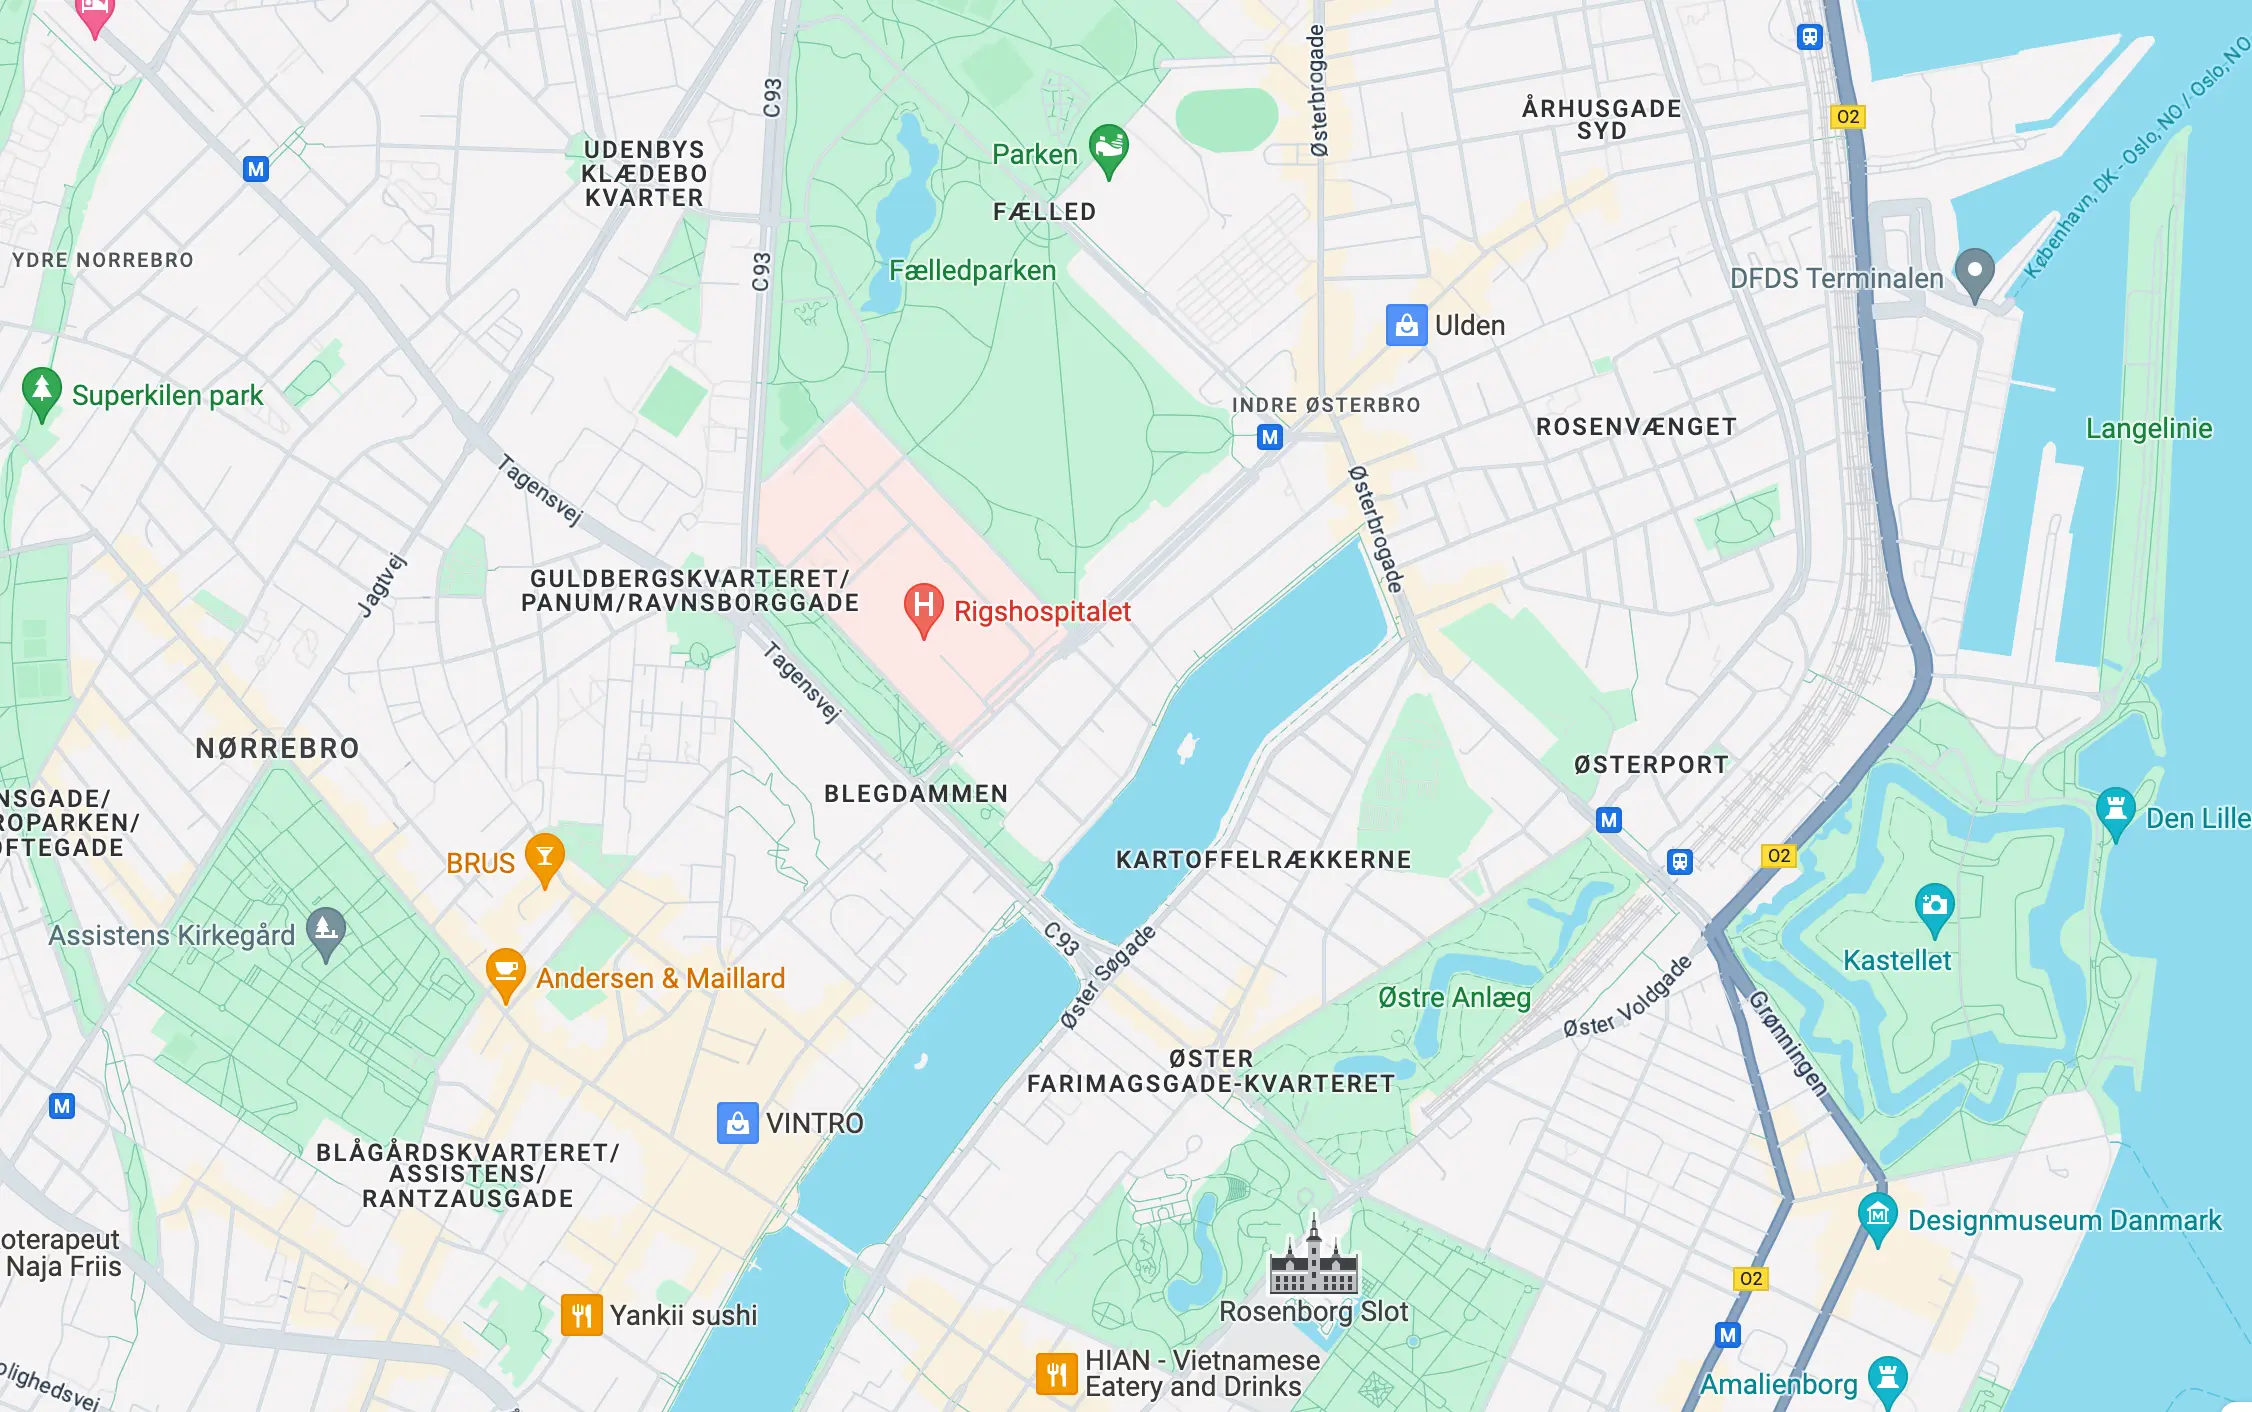 Østerbrogade
C93
ÅRHUSGADE
SYD
O2
København, DK - Oslo, NO / Oslo, NO
UDENBYS
KLÆDEBO
KVARTER
Parken
FÆLLED
YDRE NORREBRO
C93
Fælledparken
DFDS Terminalen
Ulden
Superkilen park
INDRE ØSTERBRO
ROSENVÆNGET
Langelinie
Tagensvej
Østerbrogade
Jagtvej
GULDBERGSKVARTERET/
PANUM/RAVNSBORGGADE
Rigshospitalet
Tagensvej
NØRREBRO
ØSTERPORT
NSGADE/
ROPARKEN/
OFTEGADE
BLEGDAMMEN
Den Lille
BRUS
KARTOFFELRÆKKERNE
O2
Assistens Kirkegård
C93
Øster Søgade
Kastellet
Andersen & Maillard
Østre Anlæg
Øster Voldgade
Grønningen
ØSTER
FARIMAGSGADE-KVARTERET
VINTRO
BLÅGÅRDSKVARTERET/
ASSISTENS/
RANTZAUSGADE
Designmuseum Danmark
oterapeut
Naja Friis
O2
Yankii sushi
Rosenborg Slot
HIAN - Vietnamese
Eatery and Drinks
Amalienborg
olighedsvej
M
M
M
M
M
H